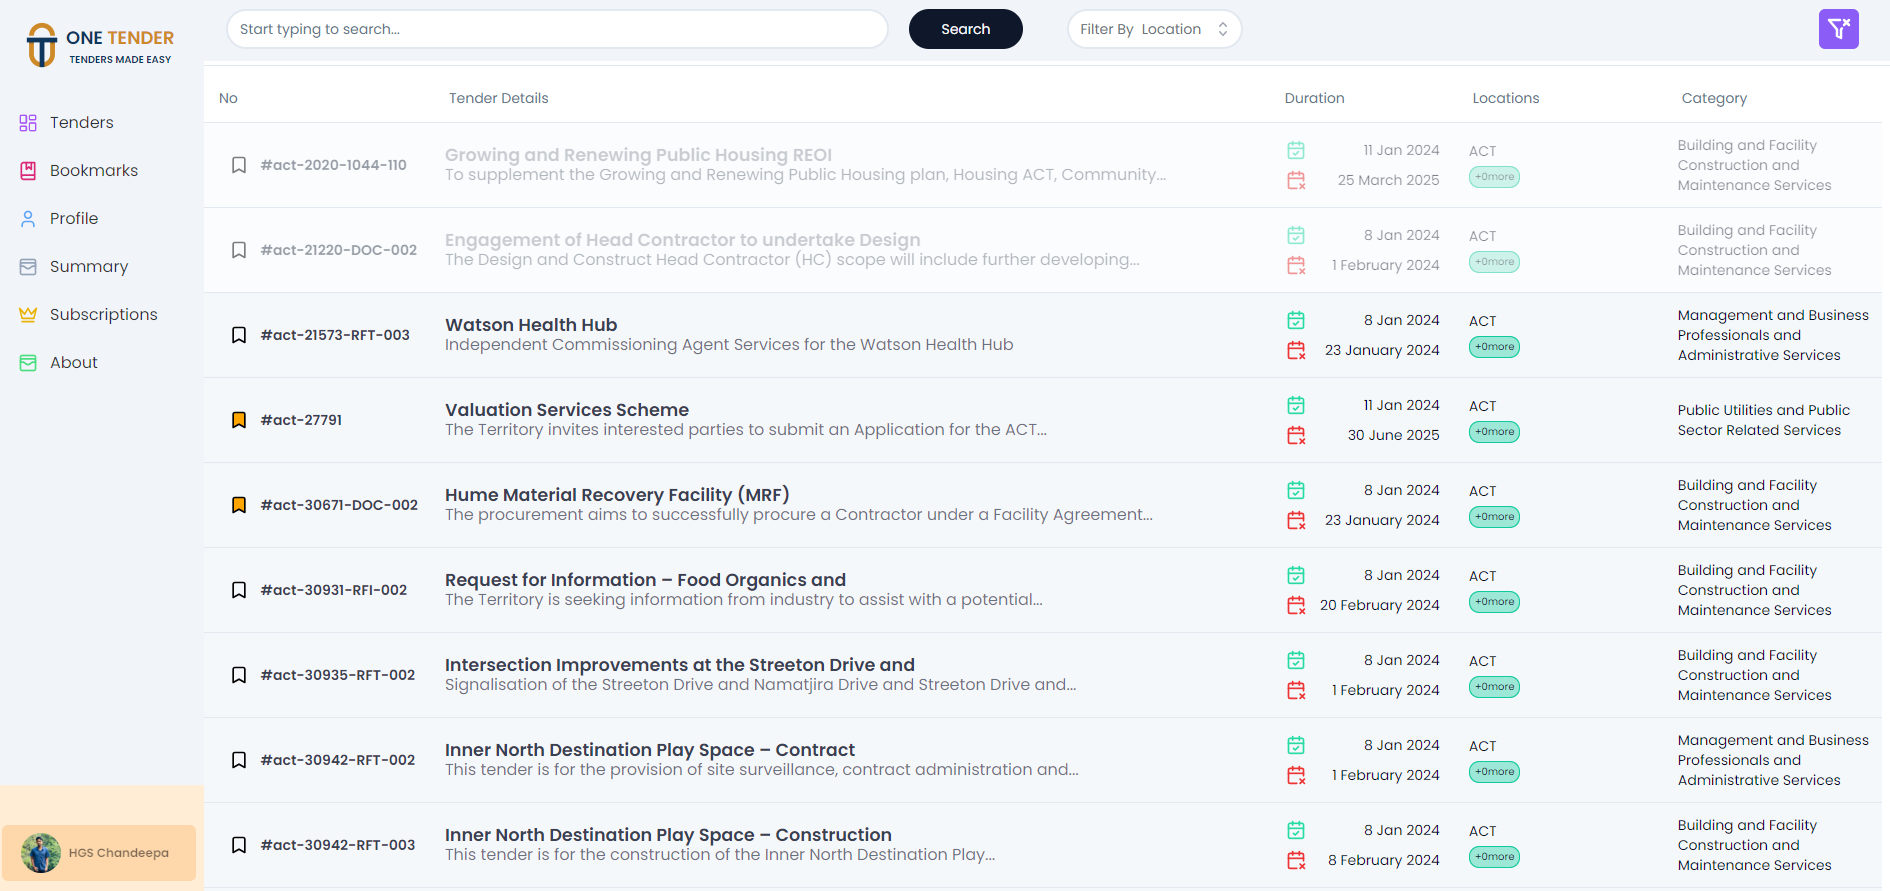 ONE TENDER
TENDERS MADE EASY
Tenders
Bookmarks
Profile
Summary
Subscriptions
About
HGS Chandeepa
Start typing to search...
Search
Filter By Location
No
Tender Details
Duration
Locations
Category
#act-2020-1044-110
Growing and Renewing Public Housing REOI
To supplement the Growing and Renewing Public Housing plan, Housing ACT, Community...
11 Jan 2024
25 March 2025
ACT
+0more
Building and Facility
Construction and
Maintenance Services
#act-21220-DOC-002
Engagement of Head Contractor to undertake Design
The Design and Construct Head Contractor (HC) scope will include further developing...
8 Jan 2024
1 February 2024
ACT
+0more
Building and Facility
Construction and
Maintenance Services
#act-21573-RFT-003
Watson Health Hub
Independent Commissioning Agent Services for the Watson Health Hub
8 Jan 2024
23 January 2024
ACT
+0more
Management and Business
Professionals and
Administrative Services
#act-27791
Valuation Services Scheme
The Territory invites interested parties to submit an Application for the ACT...
11 Jan 2024
30 June 2025
ACT
+0more
Public Utilities and Public
Sector Related Services
#act-30671-DOC-002
Hume Material Recovery Facility (MRF)
The procurement aims to successfully procure a Contractor under a Facility Agreement...
8 Jan 2024
23 January 2024
ACT
+0more
Building and Facility
Construction and
Maintenance Services
#act-30931-RFI-002
Request for Information – Food Organics and
The Territory is seeking information from industry to assist with a potential...
8 Jan 2024
20 February 2024
ACT
+0more
Building and Facility
Construction and
Maintenance Services
#act-30935-RFT-002
Intersection Improvements at the Streeton Drive and
Signalisation of the Streeton Drive and Namatjira Drive and Streeton Drive and...
8 Jan 2024
1 February 2024
ACT
+0more
Building and Facility
Construction and
Maintenance Services
#act-30942-RFT-002
Inner North Destination Play Space – Contract
This tender is for the provision of site surveillance, contract administration and...
8 Jan 2024
1 February 2024
ACT
+0more
Management and Business
Professionals and
Administrative Services
#act-30942-RFT-003
Inner North Destination Play Space – Construction
This tender is for the construction of the Inner North Destination Play...
8 Jan 2024
8 February 2024
ACT
+0more
Building and Facility
Construction and
Maintenance Services